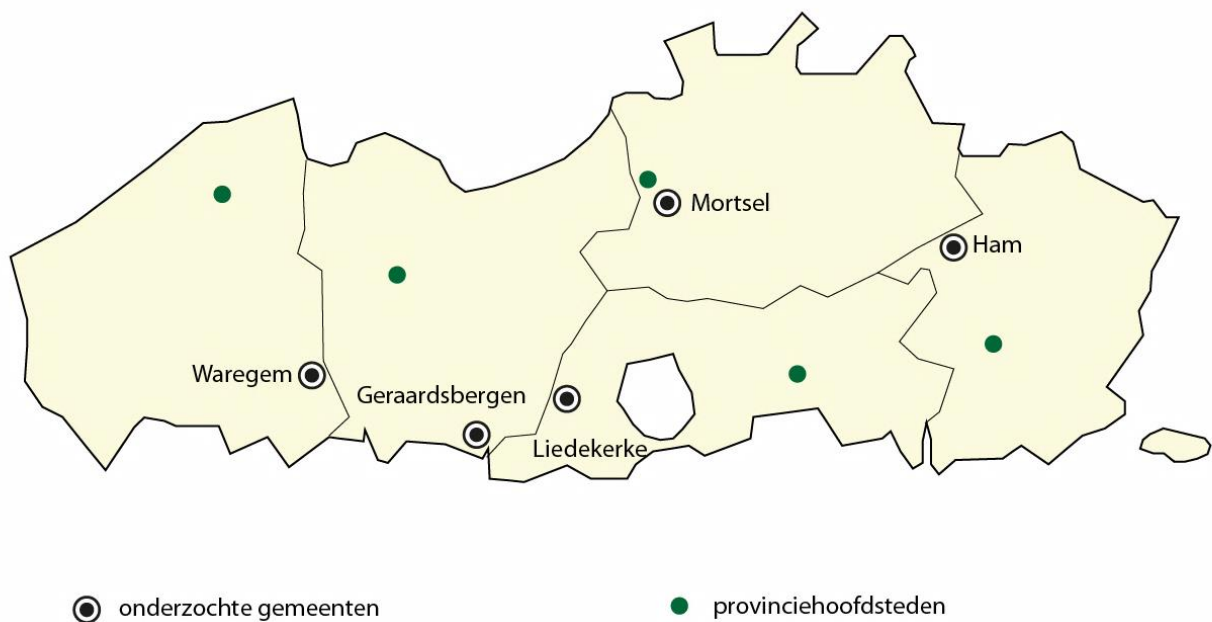 Mortsel
Ham
Waregem
Geraardsbergen
Liedekerke
onderzochte gemeenten
provinciehoofdsteden